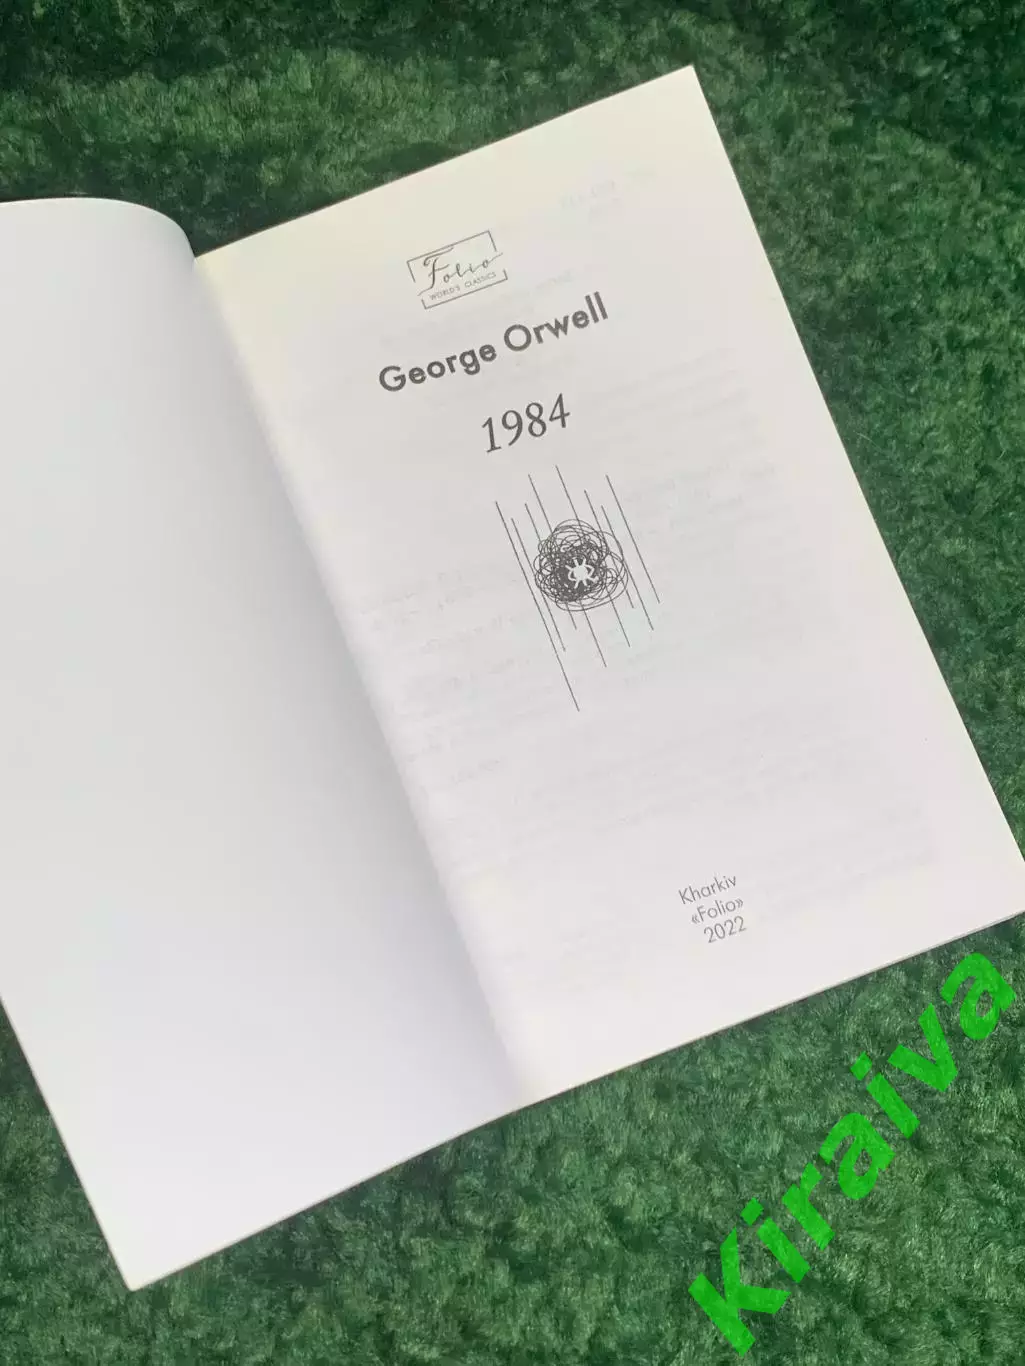 Folio
WORLD'S CLASSICS
George Orwell
1984
Kharkiv
«Folio»
2022
Kiraiva